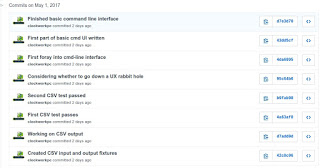 Commits on May 1, 2017
Finished basic command line interface
clockworkpc committed 2 days ago
First part of basic cmd UI written
clockworkpc committed 2 days ago
First foray into cmd-line interface
clockworkpc committed 2 days ago
Considering whether to go down a UX rabbit hole
clockworkpc committed 2 days ago
Second CSV test passed
clockworkpc committed 2 days ago
First CSV test passes
clockworkpc committed 2 days ago
Working on CSV output
clockworkpc committed 2 days ago
Created CSV input and output fixtures
clockworkpc committed 2 days ago